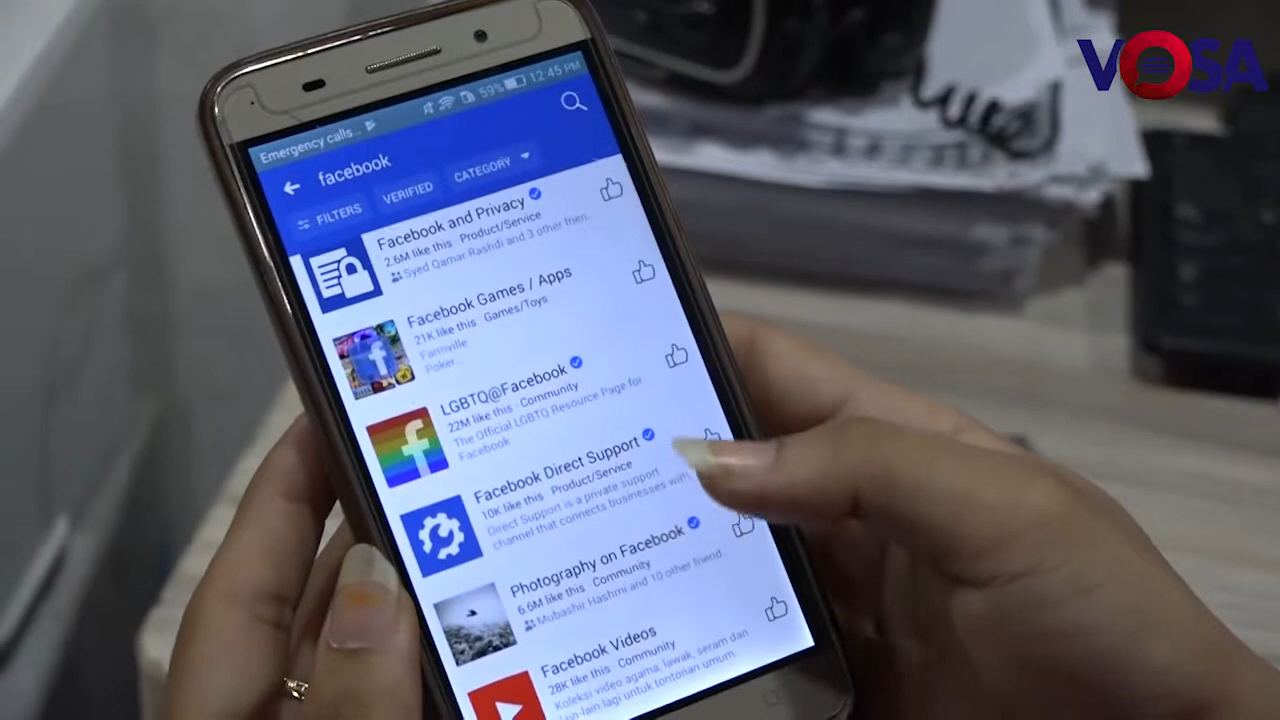 VOSA
Emergency calls... 59% 12:45 PM
facebook
FILTERS VERIFIED CATEGORY
Facebook and Privacy
2.6M like this · Product/Service
Syed Qamar Rashdi and 3 other frien..
Facebook Games / Apps
21K like this · Games/Toys
Farmville
Poker...
LGBTQ@Facebook
22M like this · Community
The Official LGBTQ Resource Page for
Facebook
Facebook Direct Support
10K like this · Product/Service
Direct Support is a private support
channel that connects businesses with
Photography on Facebook
6.6M like this · Community
Mubashir Hashmi and 10 other friend..
Facebook Videos
28K like this · Community
Koleksi video agama, lawak, seram dan
lain-lain lagi untuk tontonan umum